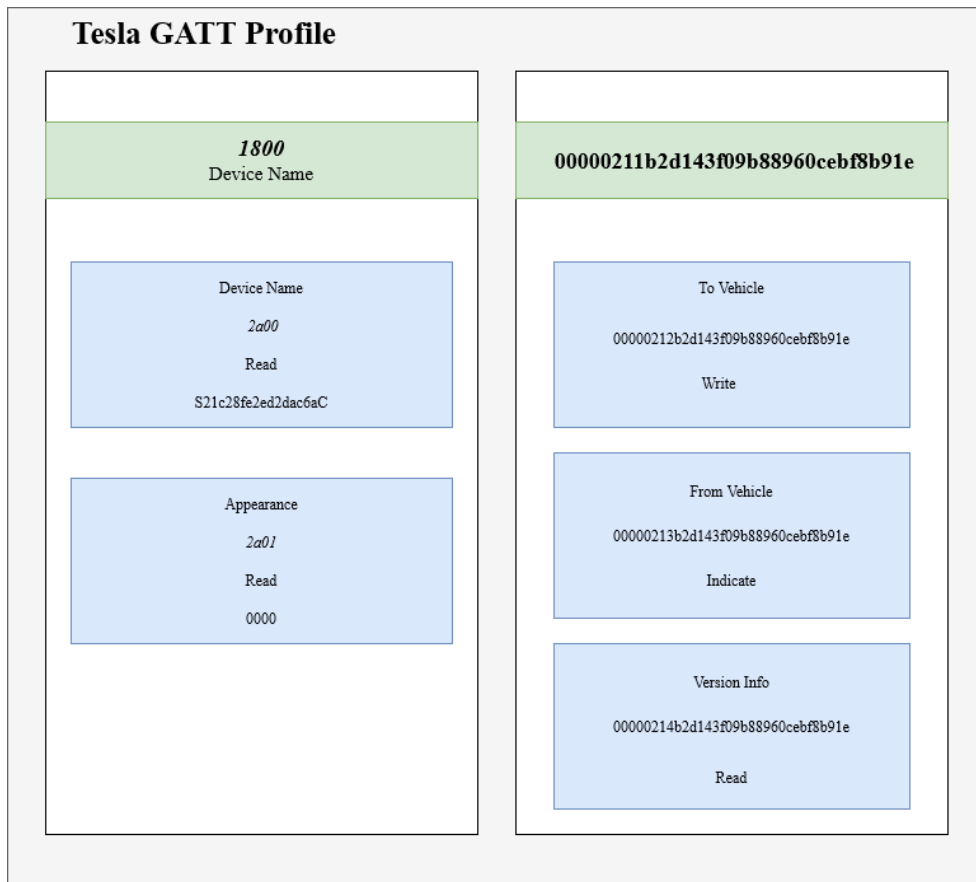 Tesla GATT Profile
1800
Device Name
Device Name
2a00
Read
S21c28fe2ed2dac6aC
Appearance
2a01
Read
0000
00000211b2d143f09b88960cebf8b91e
To Vehicle
00000212b2d143f09b88960cebf8b91e
Write
From Vehicle
00000213b2d143f09b88960cebf8b91e
Indicate
Version Info
00000214b2d143f09b88960cebf8b91e
Read